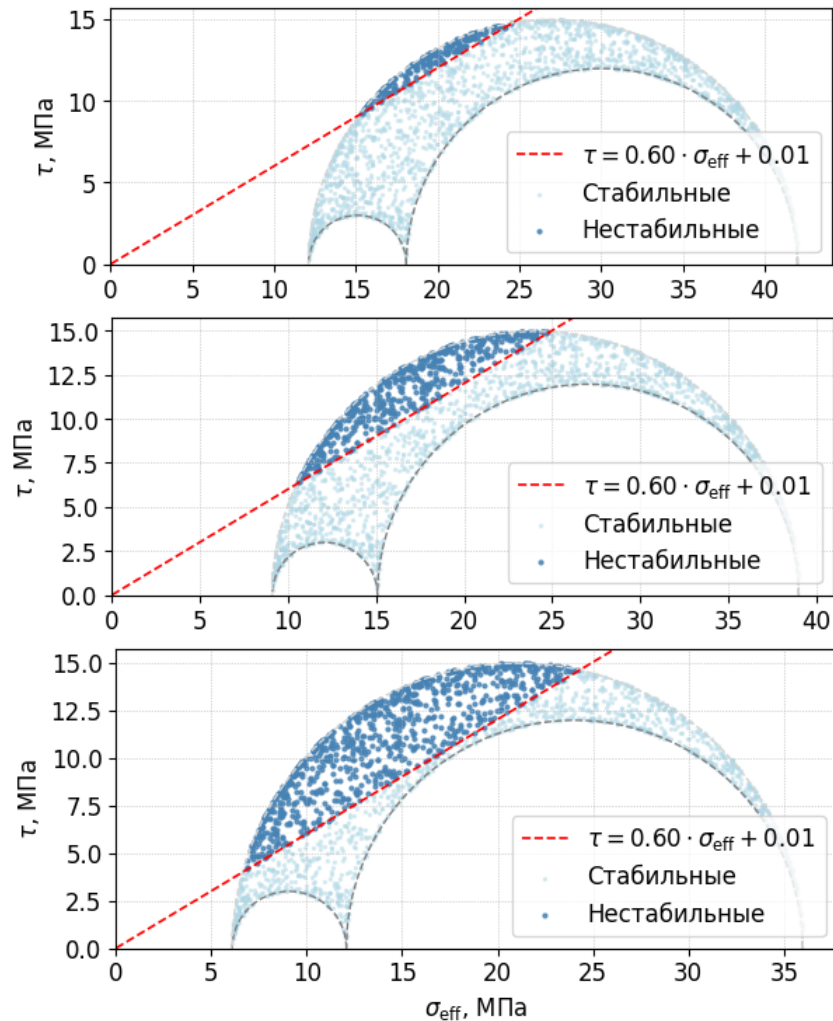 15
10
5
0
τ, МПа
τ = 0.60 · σeff + 0.01
Стабильные
Нестабильные
0 5 10 15 20 25 30 35 40
15.0
12.5
10.0
7.5
5.0
2.5
0.0
τ, МПа
τ = 0.60 · σeff + 0.01
Стабильные
Нестабильные
0 5 10 15 20 25 30 35 40
15.0
12.5
10.0
7.5
5.0
2.5
0.0
τ, МПа
τ = 0.60 · σeff + 0.01
Стабильные
Нестабильные
0 5 10 15 20 25 30 35
σeff, МПа